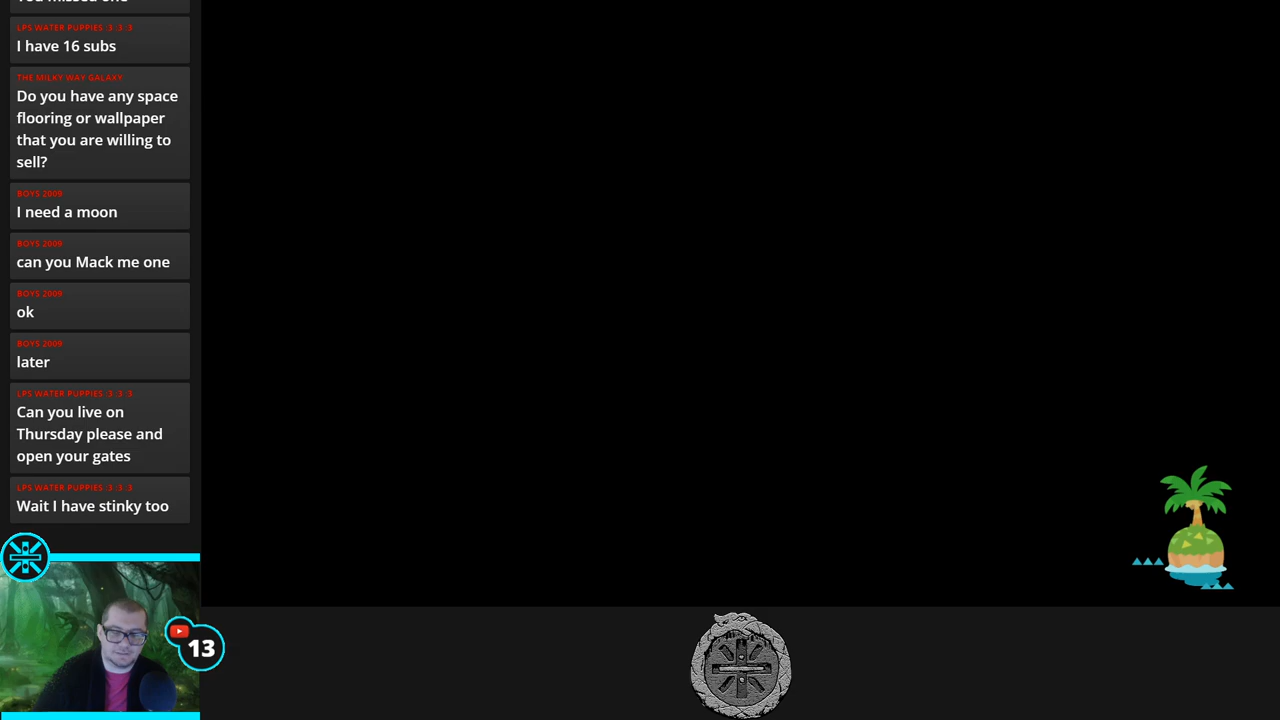 LPS WATER PUPPIES :3 :3 :3
I have 16 subs
THE MILKY WAY GALAXY
Do you have any space
flooring or wallpaper
that you are willing to
sell?
BOYS 2009
I need a moon
BOYS 2009
can you Mack me one
BOYS 2009
ok
BOYS 2009
later
LPS WATER PUPPIES :3 :3 :3
Can you live on
Thursday please and
open your gates
LPS WATER PUPPIES :3 :3 :3
Wait I have stinky too
13